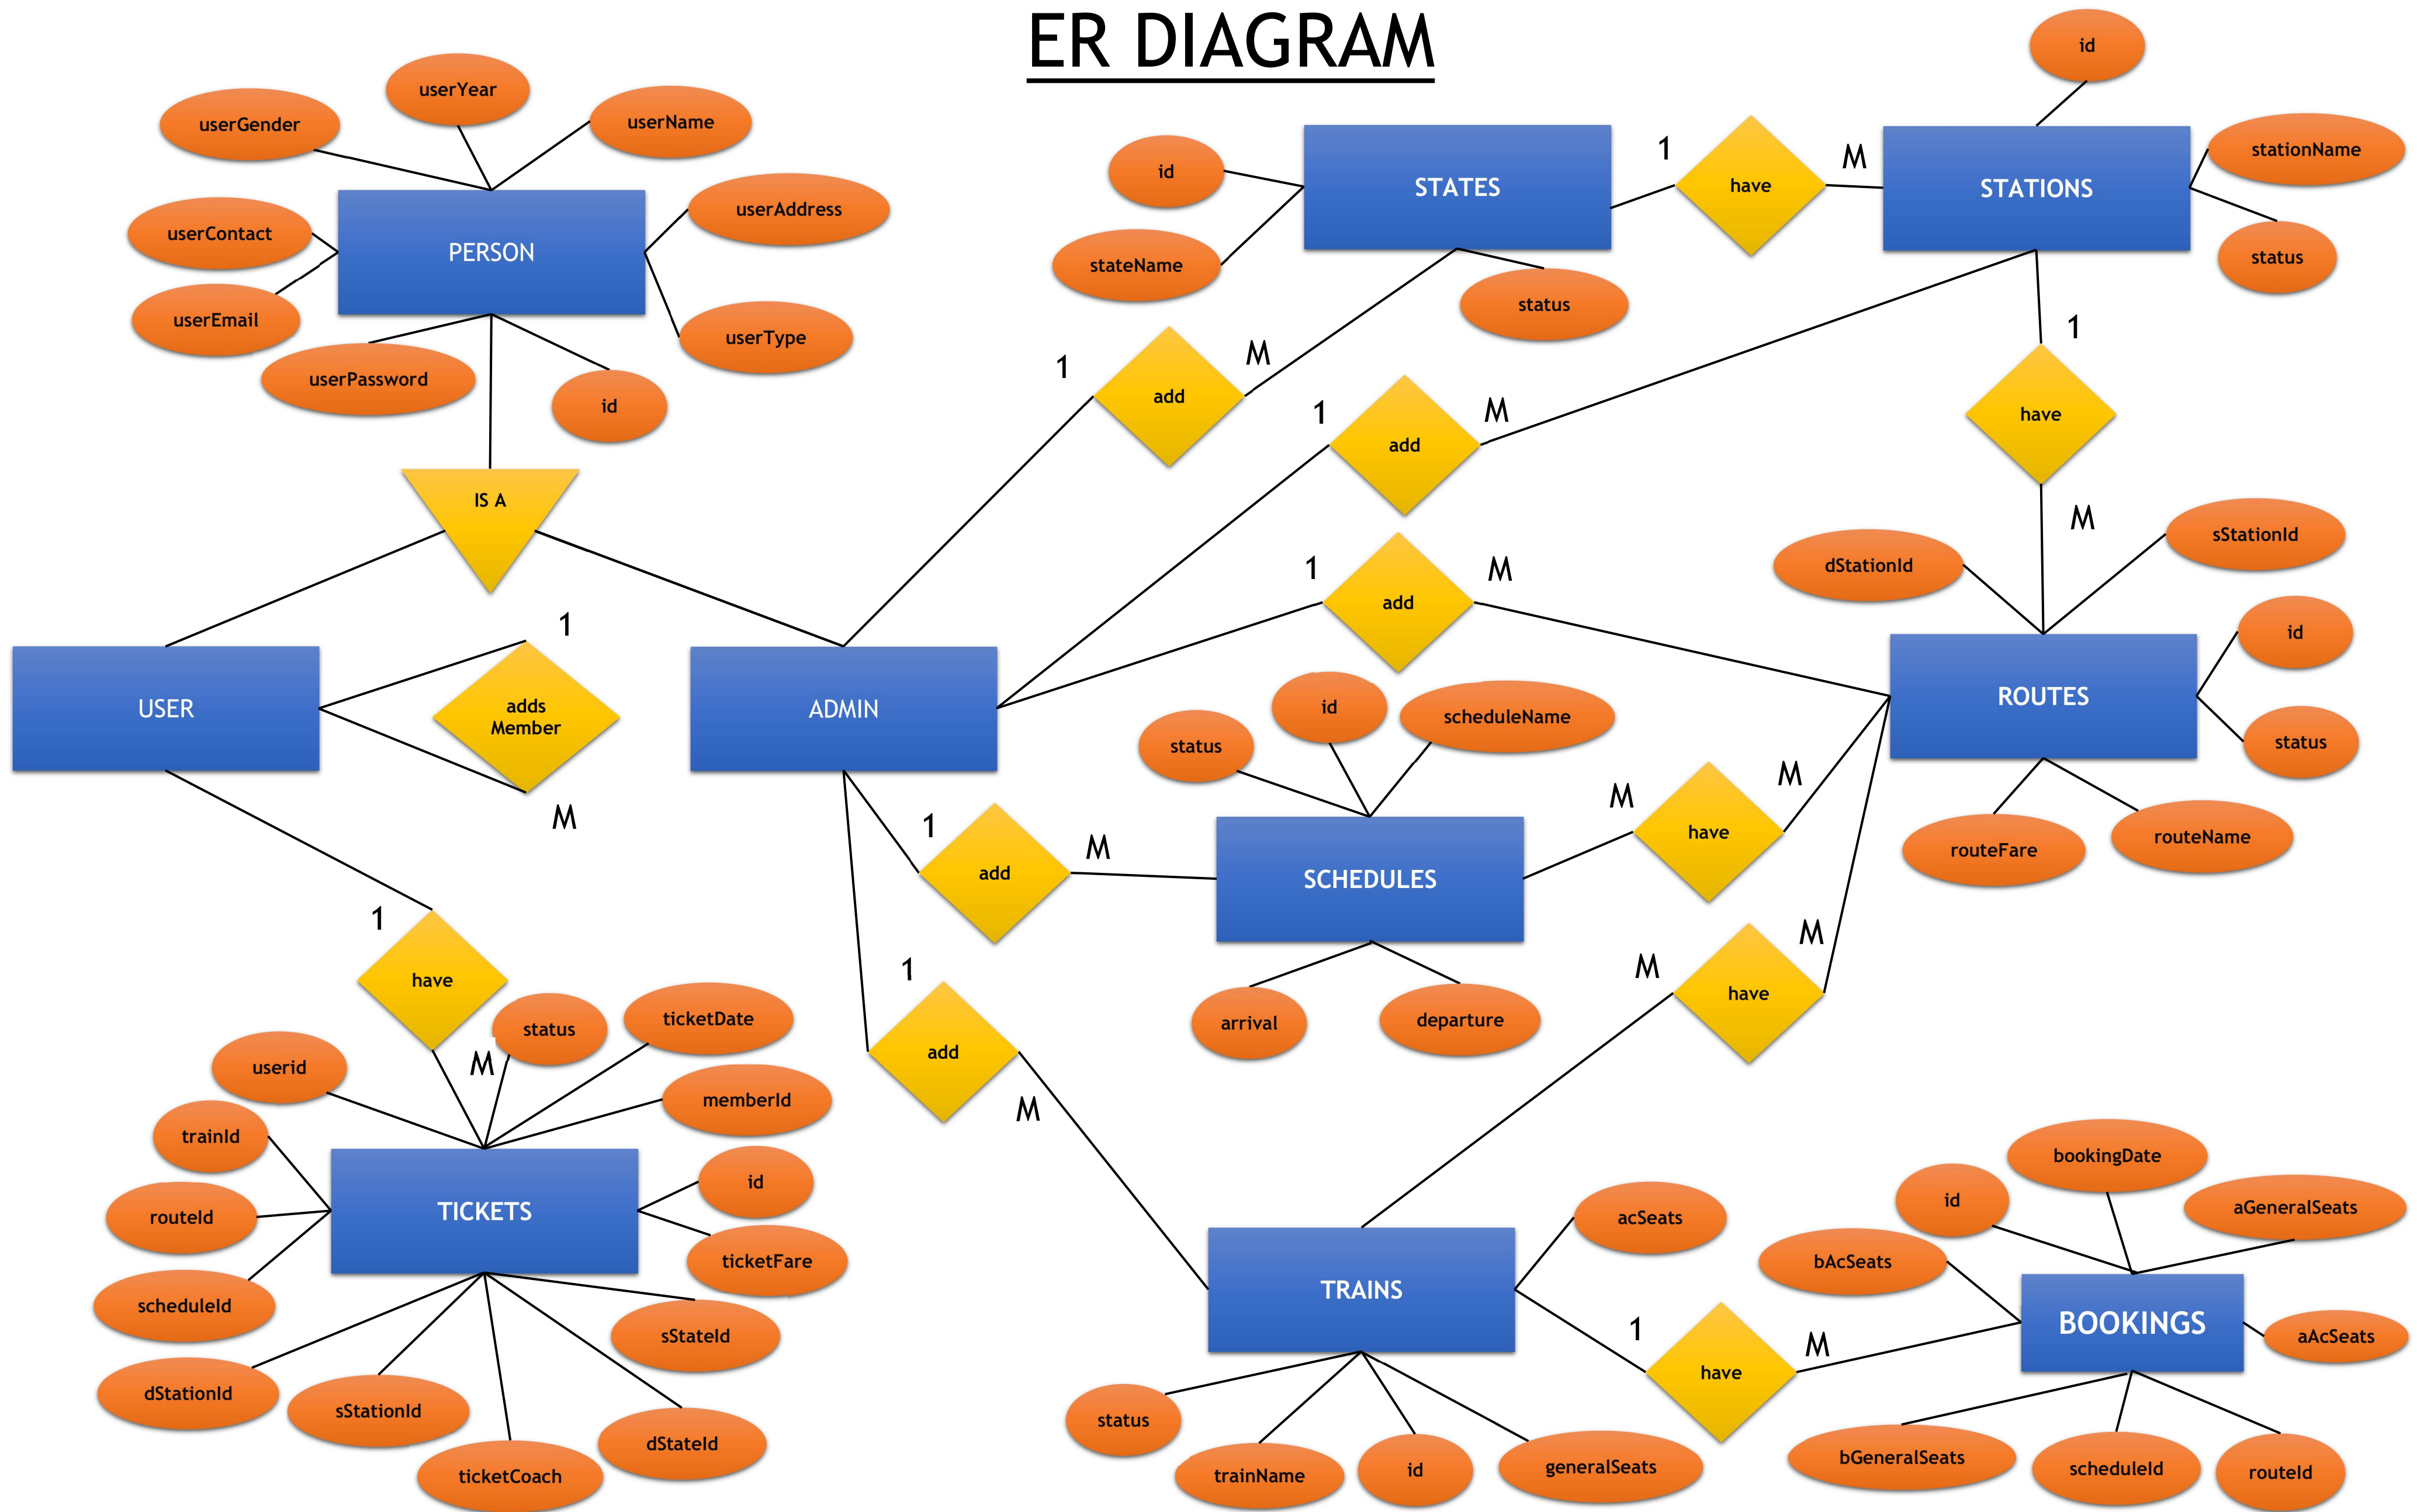 ER DIAGRAM
id
userYear
userGender
userName
stationName
id
STATES
1
have
M
STATIONS
userAddress
userContact
PERSON
stateName
status
status
userEmail
userType
1
add
M
1
have
userPassword
id
1
add
M
IS A
M
sStationId
dStationId
1
add
M
1
id
USER
adds
Member
ADMIN
ROUTES
id
scheduleName
status
status
M
M
M
have
routeFare
routeName
1
add
M
SCHEDULES
1
have
M
M
have
1
add
M
arrival
departure
status
ticketDate
M
userid
memberId
trainId
id
routeId
TICKETS
ticketFare
scheduleId
sStateId
dStationId
sStationId
dStateId
ticketCoach
bookingDate
id
aGeneralSeats
acSeats
bAcSeats
TRAINS
BOOKINGS
aAcSeats
1
have
M
status
trainName
id
generalSeats
bGeneralSeats
scheduleId
routeId